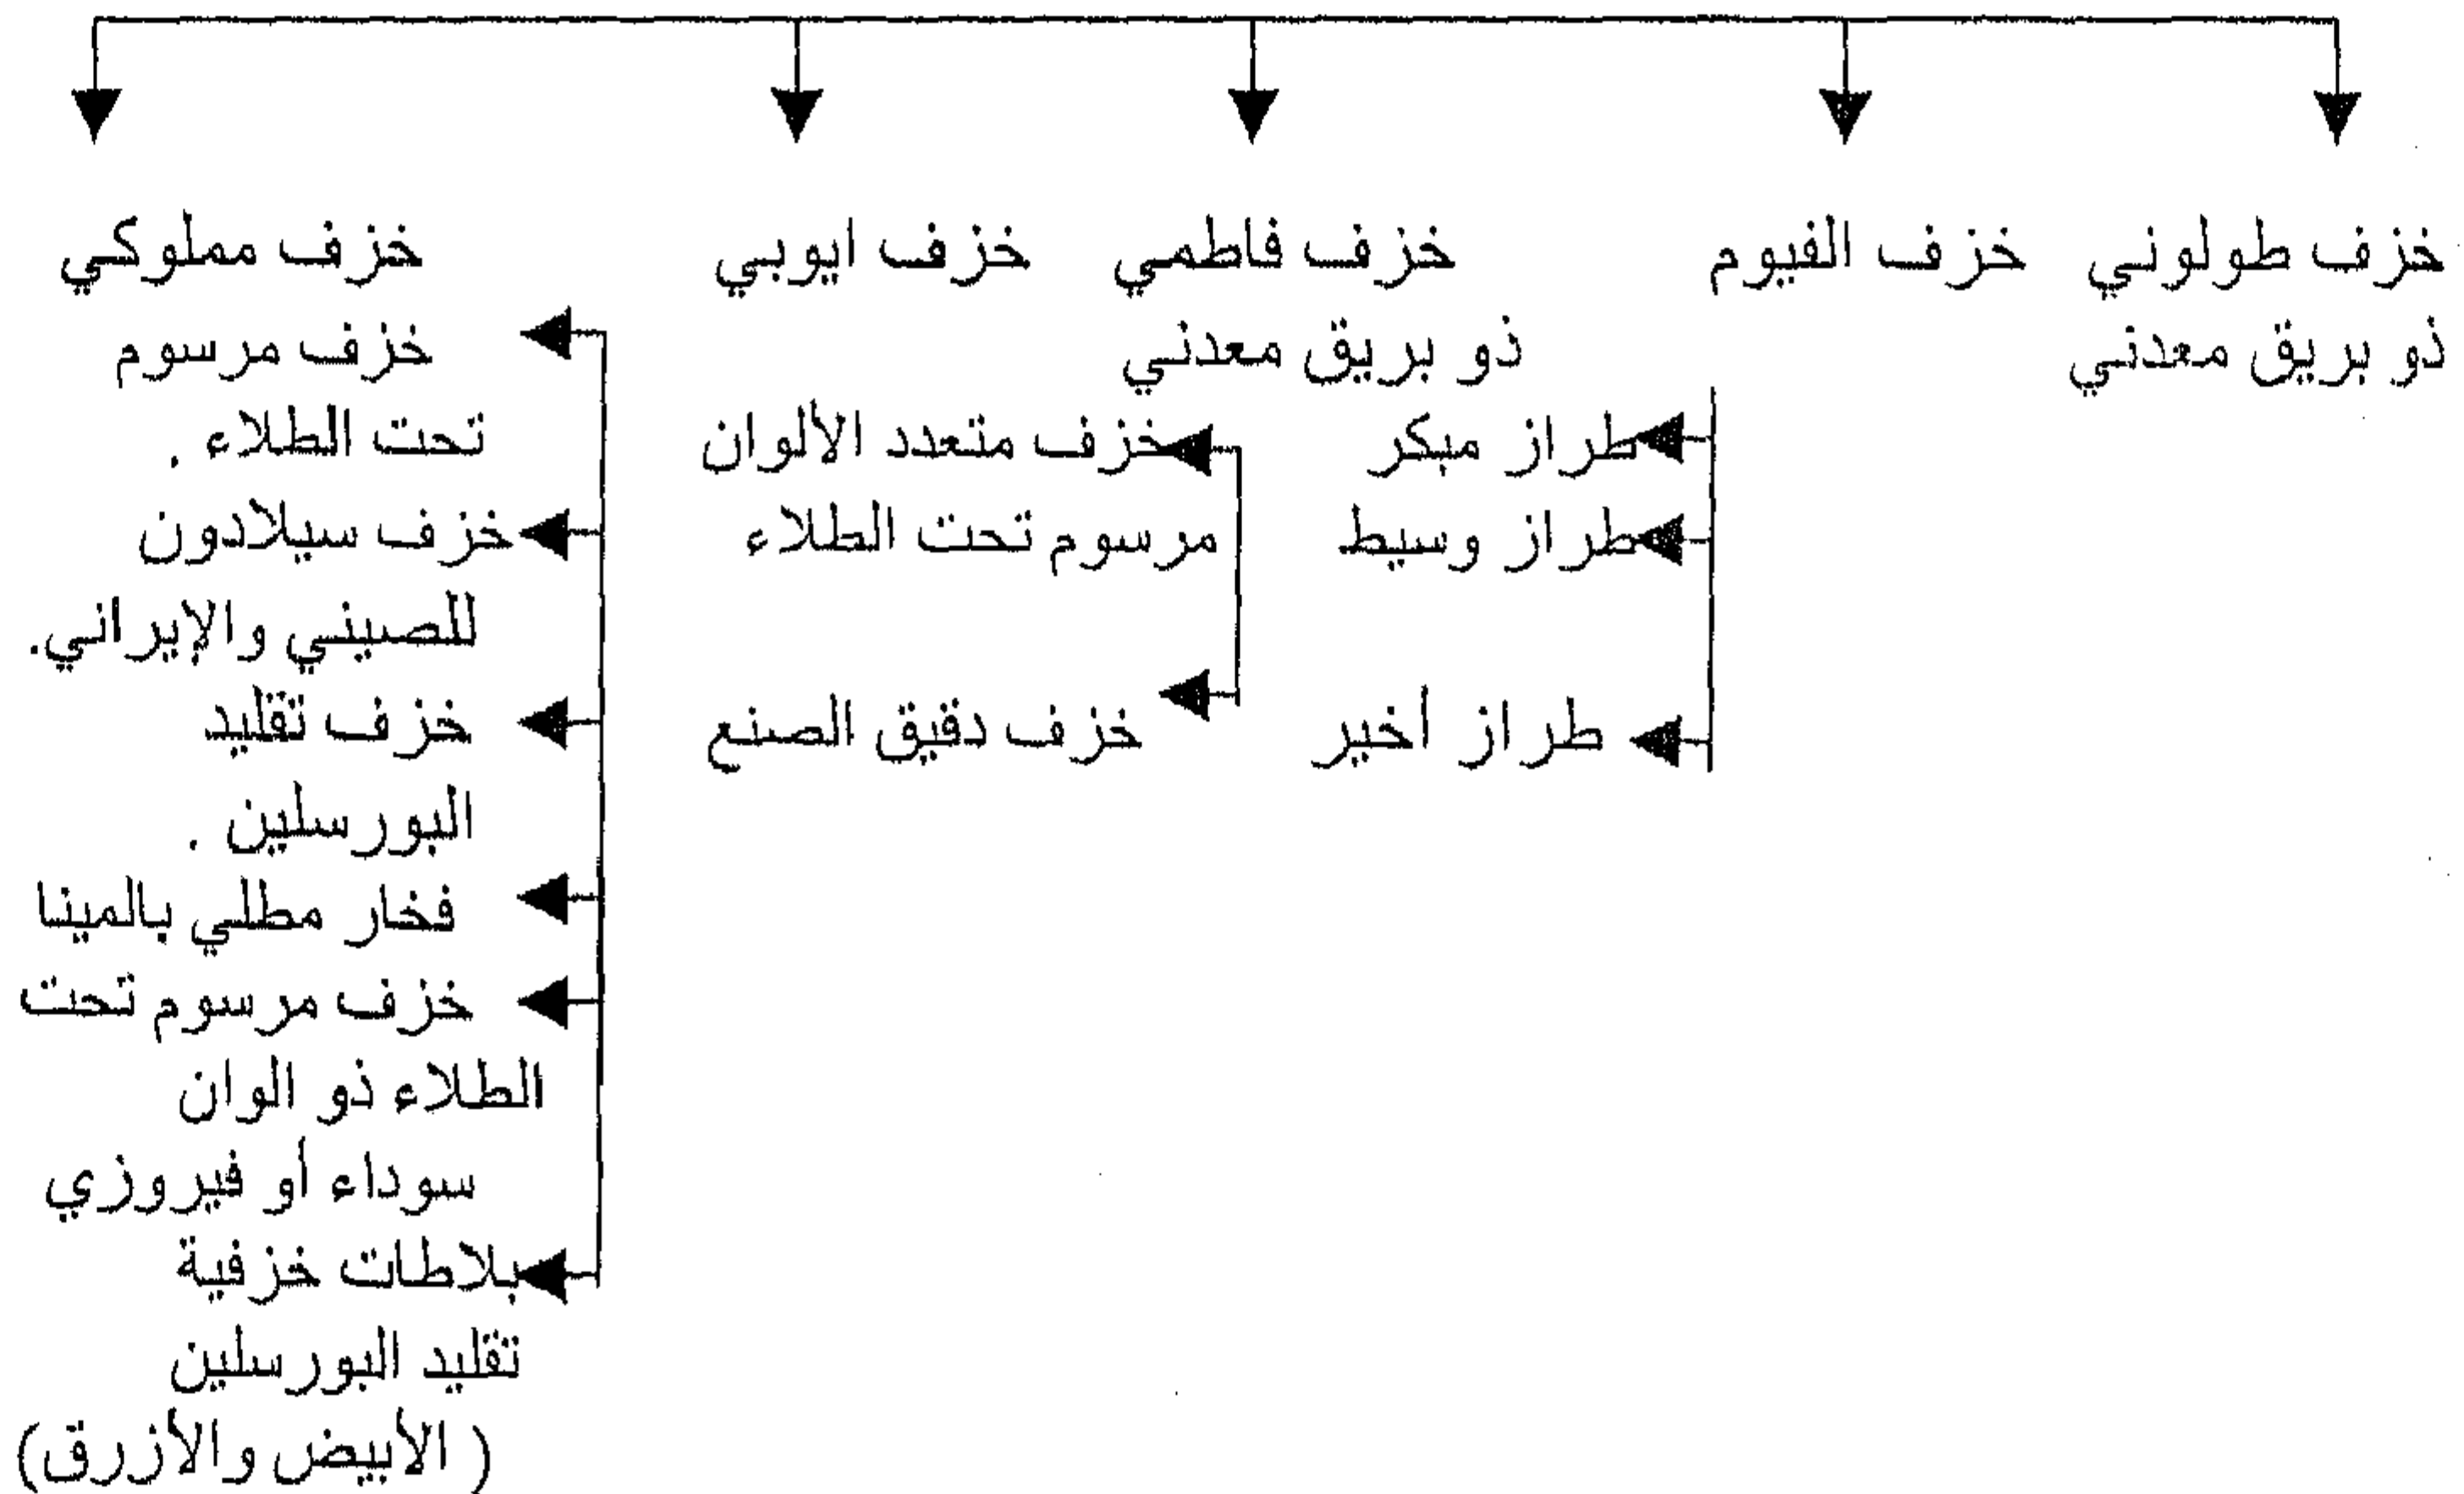 خزف طولوني
ذو بريق معدني
خزف الفيوم
خزف فاطمي
ذو بريق معدني
طراز مبكر
طراز وسيط
طراز أخير
خزف ايوبي
خزف متعدد الألوان
مرسوم تحت الطلاء
خزف دقيق الصنع
خزف مملوكي
خزف مرسوم
تحت الطلاء .
خزف سيلادون
للصيني والإيراني.
خزف تقليد
البورسلين .
فخار مطلي بالمينا
خزف مرسوم تحت
الطلاء ذو الوان
سوداء أو فيروزي
بلاطات خزفية
تقليد البورسلين
( الأبيض والأزرق)